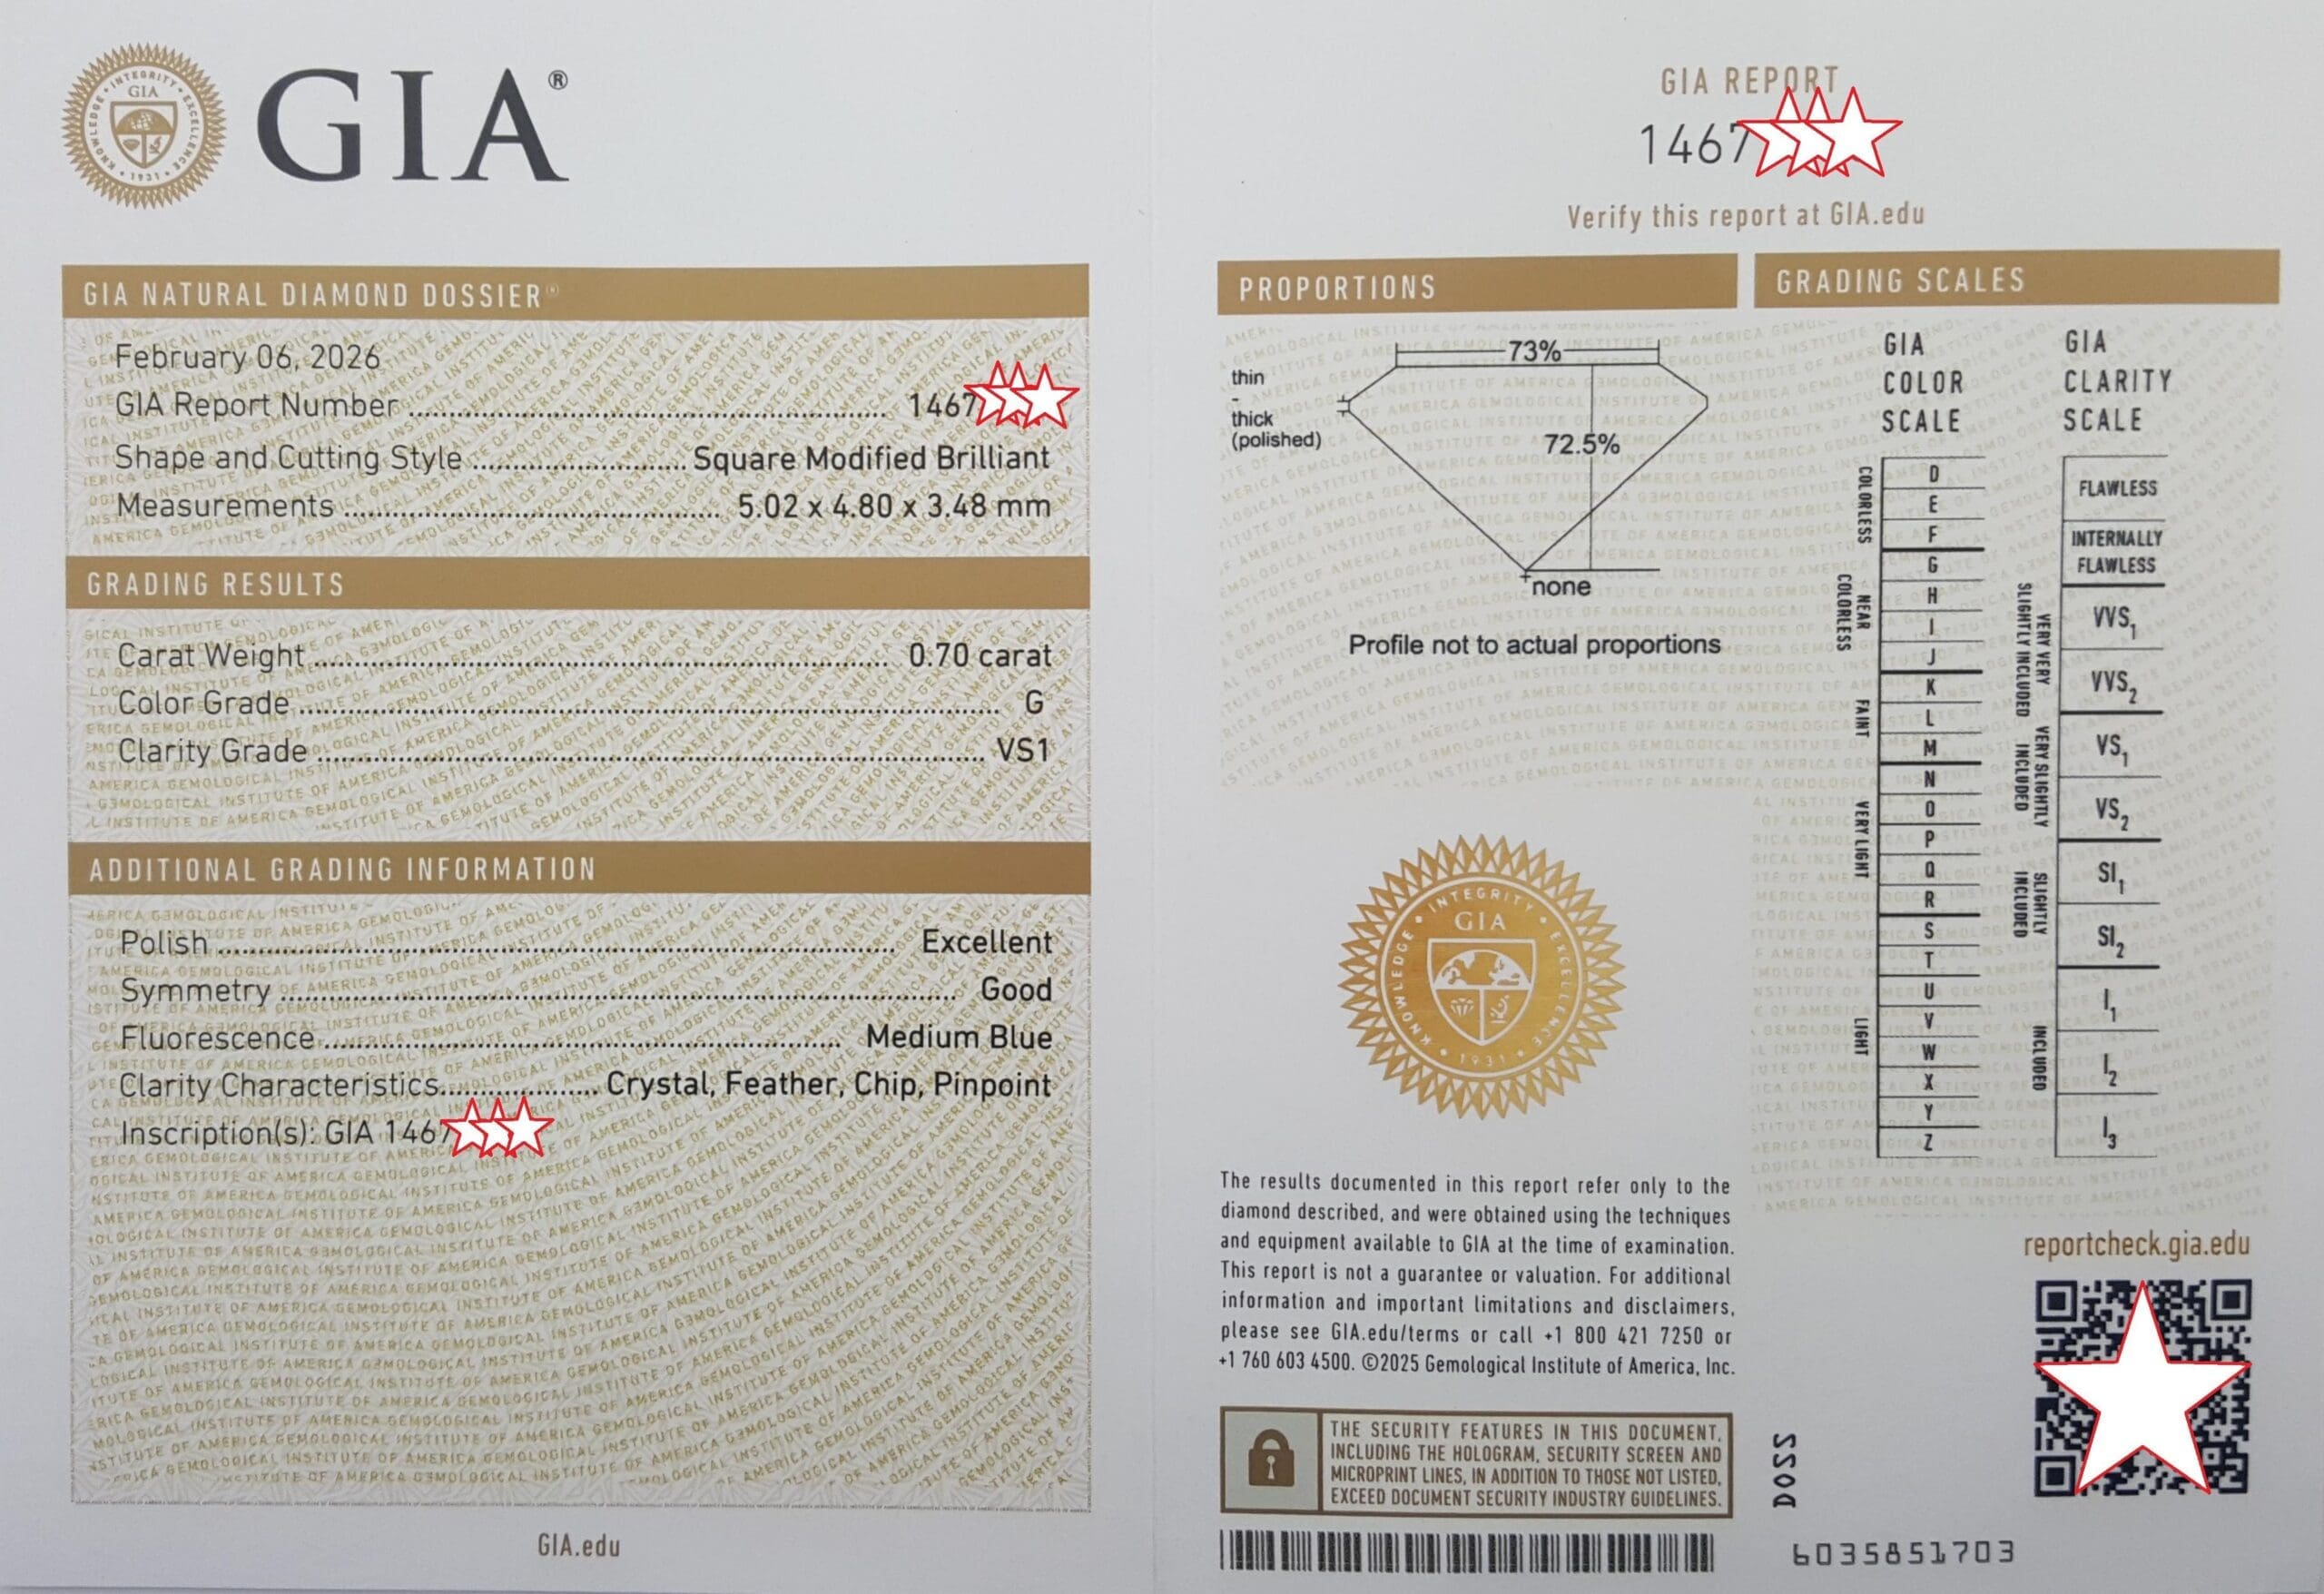 GIA®
GIA NATURAL DIAMOND DOSSIER®
February 06, 2026
GIA Report Number 1467
Shape and Cutting Style Square Modified Brilliant
Measurements 5.02 x 4.80 x 3.48 mm
GRADING RESULTS
Carat Weight 0.70 carat
Color Grade G
Clarity Grade VS1
ADDITIONAL GRADING INFORMATION
Polish Excellent
Symmetry Good
Fluorescence Medium Blue
Clarity Characteristics Crystal, Feather, Chip, Pinpoint
Inscription(s): GIA 1467
GIA.edu
GIA REPORT
1467
Verify this report at GIA.edu
PROPORTIONS
73%
thin
-
thick
(polished)
72.5%
none
Profile not to actual proportions
INTEGRITY
GIA
KNOWLEDGE
EXCELLENCE
1931
The results documented in this report refer only to the
diamond described, and were obtained using the techniques
and equipment available to GIA at the time of examination.
This report is not a guarantee or valuation. For additional
information and important limitations and disclaimers,
please see GIA.edu/terms or call +1 800 421 7250 or
+1 760 603 4500. ©2025 Gemological Institute of America, Inc.
THE SECURITY FEATURES IN THIS DOCUMENT,
INCLUDING THE HOLOGRAM, SECURITY SCREEN AND
MICROPRINT LINES, IN ADDITION TO THOSE NOT LISTED,
EXCEED DOCUMENT SECURITY INDUSTRY GUIDELINES.
GRADING SCALES
GIA
COLOR
SCALE
COLORLESS
D
E
F
NEAR
COLORLESS
G
H
I
J
FAINT
K
L
M
VERY LIGHT
N
O
P
Q
R
LIGHT
S
T
U
V
W
X
Y
Z
GIA
CLARITY
SCALE
FLAWLESS
INTERNALLY
FLAWLESS
VERY VERY
SLIGHTLY INCLUDED
VVS1
VVS2
VERY SLIGHTLY
INCLUDED
VS1
VS2
SLIGHTLY
INCLUDED
SI1
SI2
INCLUDED
I1
I2
I3
reportcheck.gia.edu
DOSS
6035851703